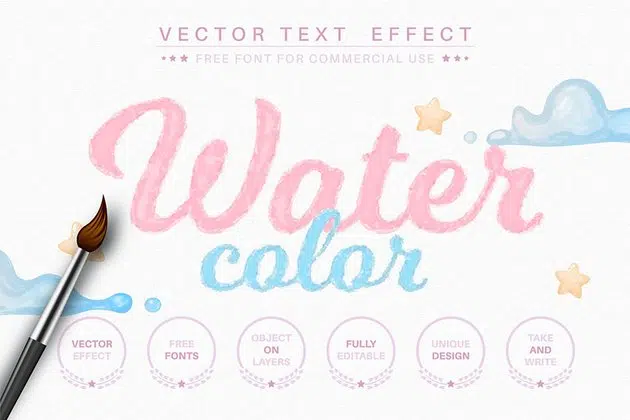 VECTOR TEXT EFFECT
FREE FONT FOR COMMERCIAL USE
Water
color
VECTOR
EFFECT
FREE
FONTS
OBJECT
ON
LAYERS
FULLY
EDITABLE
UNIQUE
DESIGN
TAKE
AND
WRITE